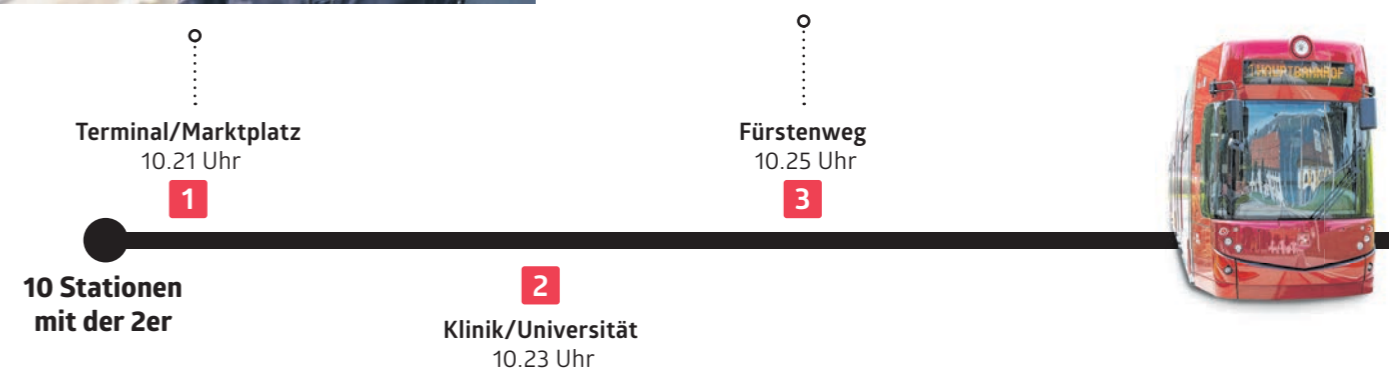 Terminal/Marktplatz
10.21 Uhr
1
Fürstenweg
10.25 Uhr
3
HAUPTBAHNHOF
10 Stationen
mit der 2er
2
Klinik/Universität
10.23 Uhr